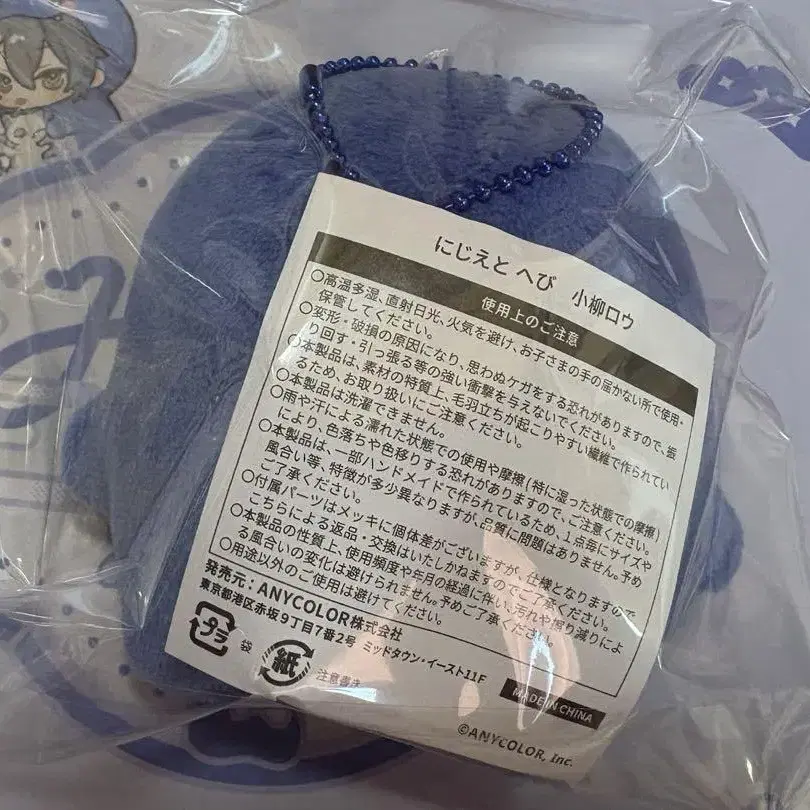 にじえと へび 小柳ロウ
使用上のご注意
○高温多湿、直射日光、火気を避け、お子さまの手の届かない所で使用・
保管してください。
○変形・破損の原因になり、思わぬケガをする恐れがありますので、振
り回す・引っ張る等の強い衝撃を与えないでください。
○本製品は、素材の特質上、毛羽立ちが起こりやすい繊維で作られてい
るため、お取り扱いにご注意ください。
○本製品は洗濯できません。
○雨や汗による濡れた状態での使用や摩擦(特に湿った状態での摩擦)
により、色落ちや色移りする恐れがありますので、ご注意ください。
○本製品は、一部ハンドメイドで作られているため、1点毎にサイズや
風合い等、特徴が多少異なりますが、品質に問題はありません。予め
ご了承ください。
○付属パーツはメッキに個体差がございますが、仕様となりますので
こちらによる返品・交換はいたしかねますのでご了承ください。
○本製品の性質上、使用頻度や年月の経過に伴い、汚れや擦り減りによ
る風合いの変化は避けられません。予めご了承ください。
○用途以外のご使用は避けてください。
発売元:ANYCOLOR株式会社
東京都港区赤坂9丁目7番2号 ミッドタウン・イースト11F
プラ 袋 紙 注意書き
MADE IN CHINA
©ANYCOLOR, Inc.